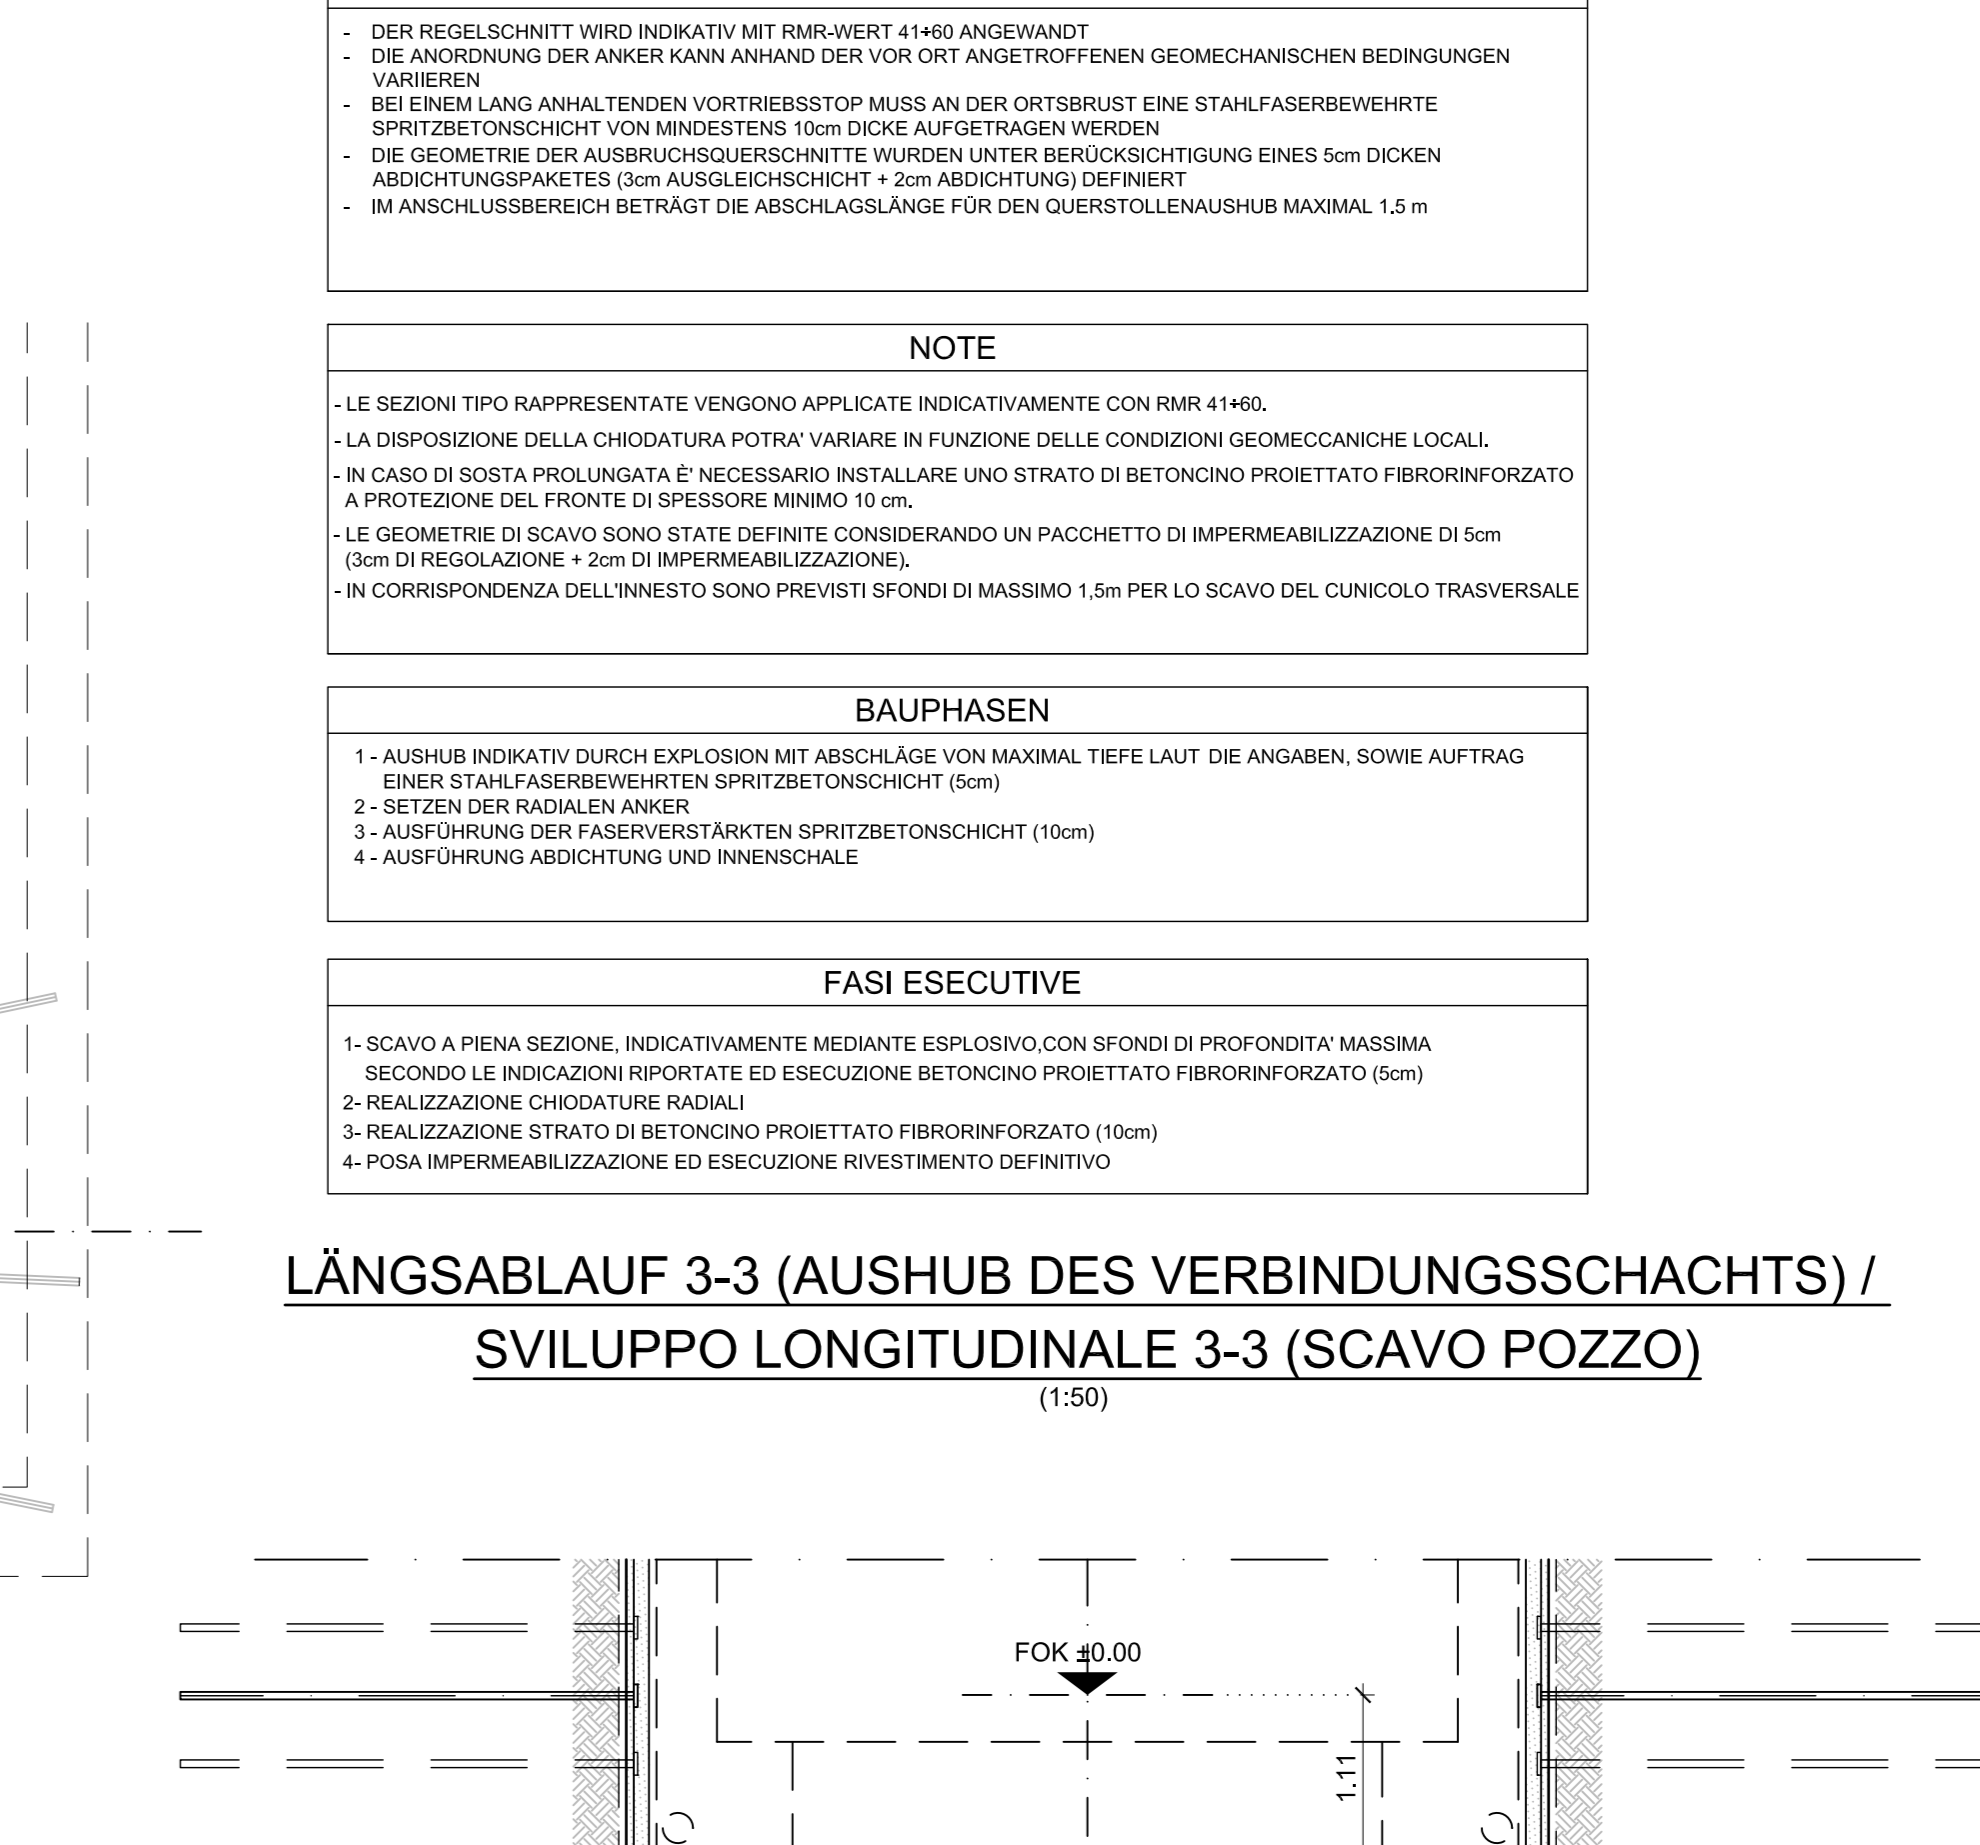 - DER REGELSCHNITT WIRD INDIKATIV MIT RMR-WERT 41÷60 ANGEWANDT
- DIE ANORDNUNG DER ANKER KANN ANHAND DER VOR ORT ANGETROFFENEN GEOMECHANISCHEN BEDINGUNGEN
VARIIEREN
- BEI EINEM LANG ANHALTENDEN VORTRIEBSSTOP MUSS AN DER ORTSBRUST EINE STAHLFASERBEWEHRTE
SPRITZBETONSCHICHT VON MINDESTENS 10cm DICKE AUFGETRAGEN WERDEN
- DIE GEOMETRIE DER AUSBRUCHSQUERSCHNITTE WURDEN UNTER BERÜCKSICHTIGUNG EINES 5cm DICKEN
ABDICHTUNGSPAKETES (3cm AUSGLEICHSCHICHT + 2cm ABDICHTUNG) DEFINIERT
- IM ANSCHLUSSBEREICH BETRÄGT DIE ABSCHLAGSLÄNGE FÜR DEN QUERSTOLLENAUSHUB MAXIMAL 1.5 m
NOTE
- LE SEZIONI TIPO RAPPRESENTATE VENGONO APPLICATE INDICATIVAMENTE CON RMR 41÷60.
- LA DISPOSIZIONE DELLA CHIODATURA POTRA' VARIARE IN FUNZIONE DELLE CONDIZIONI GEOMECCANICHE LOCALI.
- IN CASO DI SOSTA PROLUNGATA È' NECESSARIO INSTALLARE UNO STRATO DI BETONCINO PROIETTATO FIBRORINFORZATO
A PROTEZIONE DEL FRONTE DI SPESSORE MINIMO 10 cm.
- LE GEOMETRIE DI SCAVO SONO STATE DEFINITE CONSIDERANDO UN PACCHETTO DI IMPERMEABILIZZAZIONE DI 5cm
(3cm DI REGOLAZIONE + 2cm DI IMPERMEABILIZZAZIONE).
- IN CORRISPONDENZA DELL'INNESTO SONO PREVISTI SFONDI DI MASSIMO 1,5m PER LO SCAVO DEL CUNICOLO TRASVERSALE
BAUPHASEN
1 - AUSHUB INDIKATIV DURCH EXPLOSION MIT ABSCHLÄGE VON MAXIMAL TIEFE LAUT DIE ANGABEN, SOWIE AUFTRAG
EINER STAHLFASERBEWEHRTEN SPRITZBETONSCHICHT (5cm)
2 - SETZEN DER RADIALEN ANKER
3 - AUSFÜHRUNG DER FASERVERSTÄRKTEN SPRITZBETONSCHICHT (10cm)
4 - AUSFÜHRUNG ABDICHTUNG UND INNENSCHALE
FASI ESECUTIVE
1- SCAVO A PIENA SEZIONE, INDICATIVAMENTE MEDIANTE ESPLOSIVO,CON SFONDI DI PROFONDITA' MASSIMA
SECONDO LE INDICAZIONI RIPORTATE ED ESECUZIONE BETONCINO PROIETTATO FIBRORINFORZATO (5cm)
2- REALIZZAZIONE CHIODATURE RADIALI
3- REALIZZAZIONE STRATO DI BETONCINO PROIETTATO FIBRORINFORZATO (10cm)
4- POSA IMPERMEABILIZZAZIONE ED ESECUZIONE RIVESTIMENTO DEFINITIVO
LÄNGSABLAUF 3-3 (AUSHUB DES VERBINDUNGSSCHACHTS) /
SVILUPPO LONGITUDINALE 3-3 (SCAVO POZZO)
(1:50)
FOK ±0.00
1.11